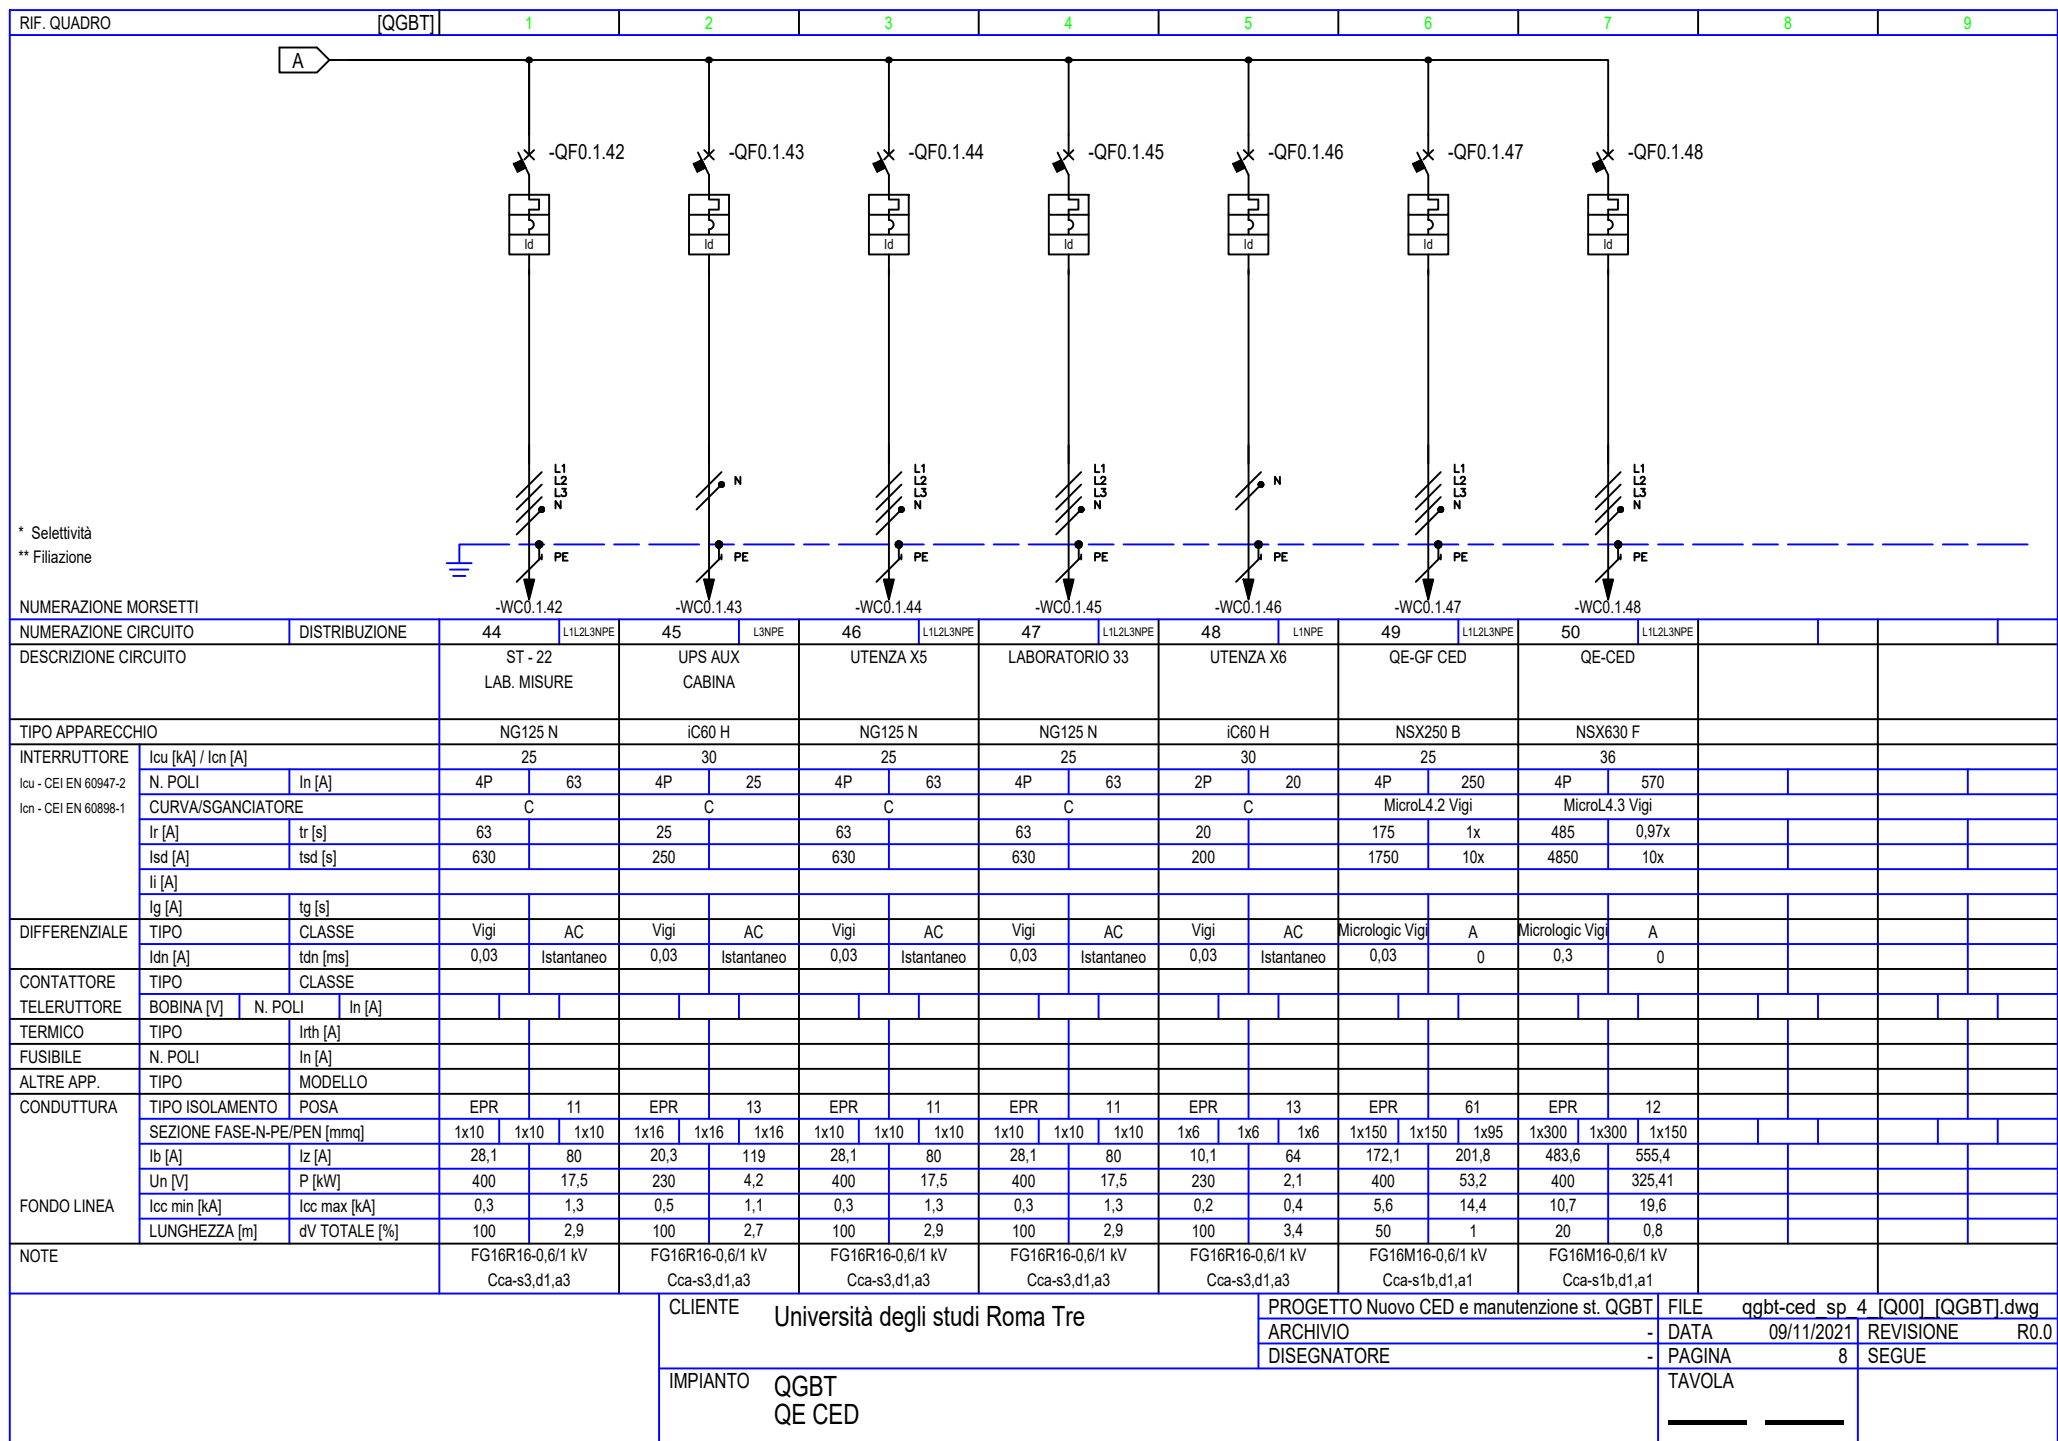 RIF. QUADRO [QGBT] 1 2 3 4 5 6 7 8 9
A
-QF0.1.42 -QF0.1.43 -QF0.1.44 -QF0.1.45 -QF0.1.46 -QF0.1.47 -QF0.1.48
Id Id Id Id Id Id Id
L1 L1 L1 L1 L1
L2 L2 L2 L2 L2
L3 L3 L3 L3 L3
N N N N N N N
* Selettività
** Filiazione
PE PE PE PE PE PE PE
NUMERAZIONE MORSETTI -WC0.1.42 -WC0.1.43 -WC0.1.44 -WC0.1.45 -WC0.1.46 -WC0.1.47 -WC0.1.48
NUMERAZIONE CIRCUITO DISTRIBUZIONE 44 L1L2L3NPE 45 L3NPE 46 L1L2L3NPE 47 L1L2L3NPE 48 L1NPE 49 L1L2L3NPE 50 L1L2L3NPE
DESCRIZIONE CIRCUITO ST - 22 UPS AUX UTENZA X5 LABORATORIO 33 UTENZA X6 QE-GF CED QE-CED
LAB. MISURE CABINA
TIPO APPARECCHIO NG125 N iC60 H NG125 N NG125 N iC60 H NSX250 B NSX630 F
INTERRUTTORE Icu [kA] / Icn [A] 25 30 25 25 30 25 36
Icu - CEI EN 60947-2 N. POLI In [A] 4P 63 4P 25 4P 63 4P 63 2P 20 4P 250 4P 570
Icn - CEI EN 60898-1 CURVA/SGANCIATORE C C C C C MicroL4.2 Vigi MicroL4.3 Vigi
Ir [A] tr [s] 63 25 63 63 20 175 1x 485 0,97x
Isd [A] tsd [s] 630 250 630 630 200 1750 10x 4850 10x
Ii [A]
Ig [A] tg [s]
DIFFERENZIALE TIPO CLASSE Vigi AC Vigi AC Vigi AC Vigi AC Vigi AC Micrologic Vigi A Micrologic Vigi A
Idn [A] tdn [ms] 0,03 Istantaneo 0,03 Istantaneo 0,03 Istantaneo 0,03 Istantaneo 0,03 Istantaneo 0,03 0 0,3 0
CONTATTORE TIPO CLASSE
TELERUTTORE BOBINA [V] N. POLI In [A]
TERMICO TIPO Irth [A]
FUSIBILE N. POLI In [A]
ALTRE APP. TIPO MODELLO
CONDUTTURA TIPO ISOLAMENTO POSA EPR 11 EPR 13 EPR 11 EPR 11 EPR 13 EPR 61 EPR 12
SEZIONE FASE-N-PE/PEN [mmq] 1x10 1x10 1x10 1x16 1x16 1x16 1x10 1x10 1x10 1x10 1x10 1x10 1x6 1x6 1x6 1x150 1x150 1x95 1x300 1x300 1x150
Ib [A] Iz [A] 28,1 80 20,3 119 28,1 80 28,1 80 10,1 64 172,1 201,8 483,6 555,4
Un [V] P [kW] 400 17,5 230 4,2 400 17,5 400 17,5 230 2,1 400 53,2 400 325,41
FONDO LINEA Icc min [kA] Icc max [kA] 0,3 1,3 0,5 1,1 0,3 1,3 0,3 1,3 0,2 0,4 5,6 14,4 10,7 19,6
LUNGHEZZA [m] dV TOTALE [%] 100 2,9 100 2,7 100 2,9 100 2,9 100 3,4 50 1 20 0,8
NOTE FG16R16-0,6/1 kV FG16R16-0,6/1 kV FG16R16-0,6/1 kV FG16R16-0,6/1 kV FG16R16-0,6/1 kV FG16M16-0,6/1 kV FG16M16-0,6/1 kV
Cca-s3,d1,a3 Cca-s3,d1,a3 Cca-s3,d1,a3 Cca-s3,d1,a3 Cca-s3,d1,a3 Cca-s1b,d1,a1 Cca-s1b,d1,a1
CLIENTE Università degli studi Roma Tre PROGETTO Nuovo CED e manutenzione st. QGBT FILE qgbt-ced_sp_4_[Q00]_[QGBT].dwg
ARCHIVIO - DATA 09/11/2021 REVISIONE R0.0
DISEGNATORE - PAGINA 8 SEGUE
IMPIANTO QGBT TAVOLA
QE CED